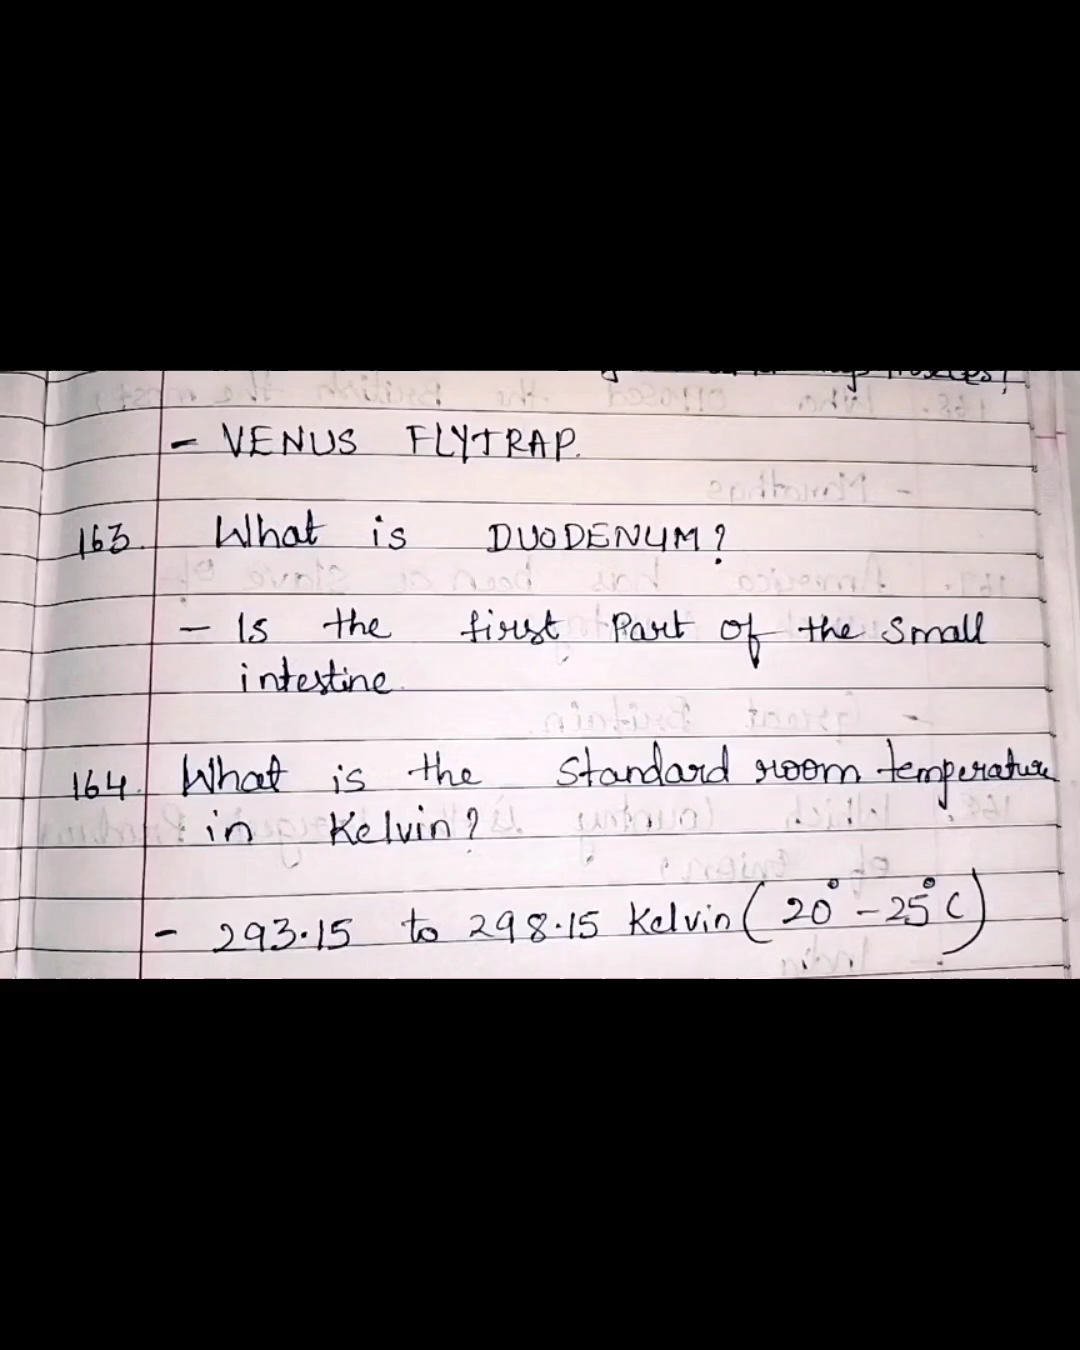 - VENUS FLYTRAP.
163. What is DUODENUM?
- Is the first Part of the Small
intestine.
164. What is the Standard room temperature
in Kelvin?
- 293.15 to 298.15 Kelvin (20° - 25°C)